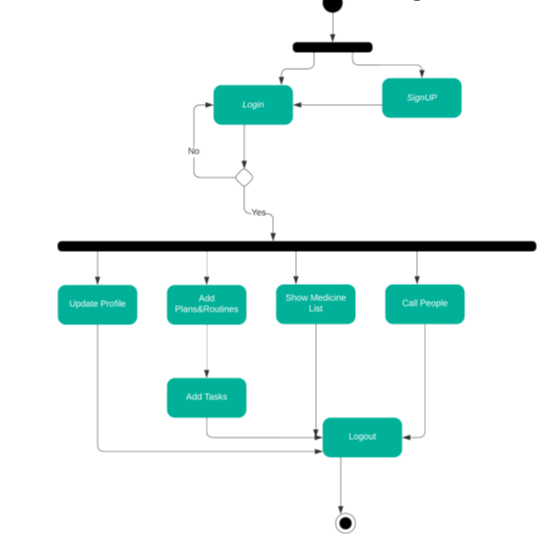 Login
SignUP
No
Yes
Update Profile
Add
Plans&Routines
Show Medicine
List
Call People
Add Tasks
Logout